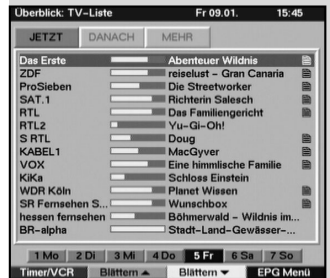 Überblick: TV-Liste Fr 09.01. 15:45
JETZT DANACH MEHR
Das Erste Abenteuer Wildnis
ZDF reiselust - Gran Canaria
ProSieben Die Streetworker
SAT.1 Richterin Salesch
RTL Das Familiengericht
RTL2 Yu-Gi-Oh!
S RTL Doug
KABEL1 MacGyver
VOX Eine himmlische Familie
KiKa Schloss Einstein
WDR Köln Planet Wissen
SR Fernsehen S... Wunschbox
hessen fernsehen Böhmerwald - Wildnis im...
BR-alpha Stadt-Land-Gewässer-...
1 Mo 2 Di 3 Mi 4 Do 5 Fr 6 Sa 7 So
Timer/VCR Blättern ▲ Blättern ▼ EPG Menü